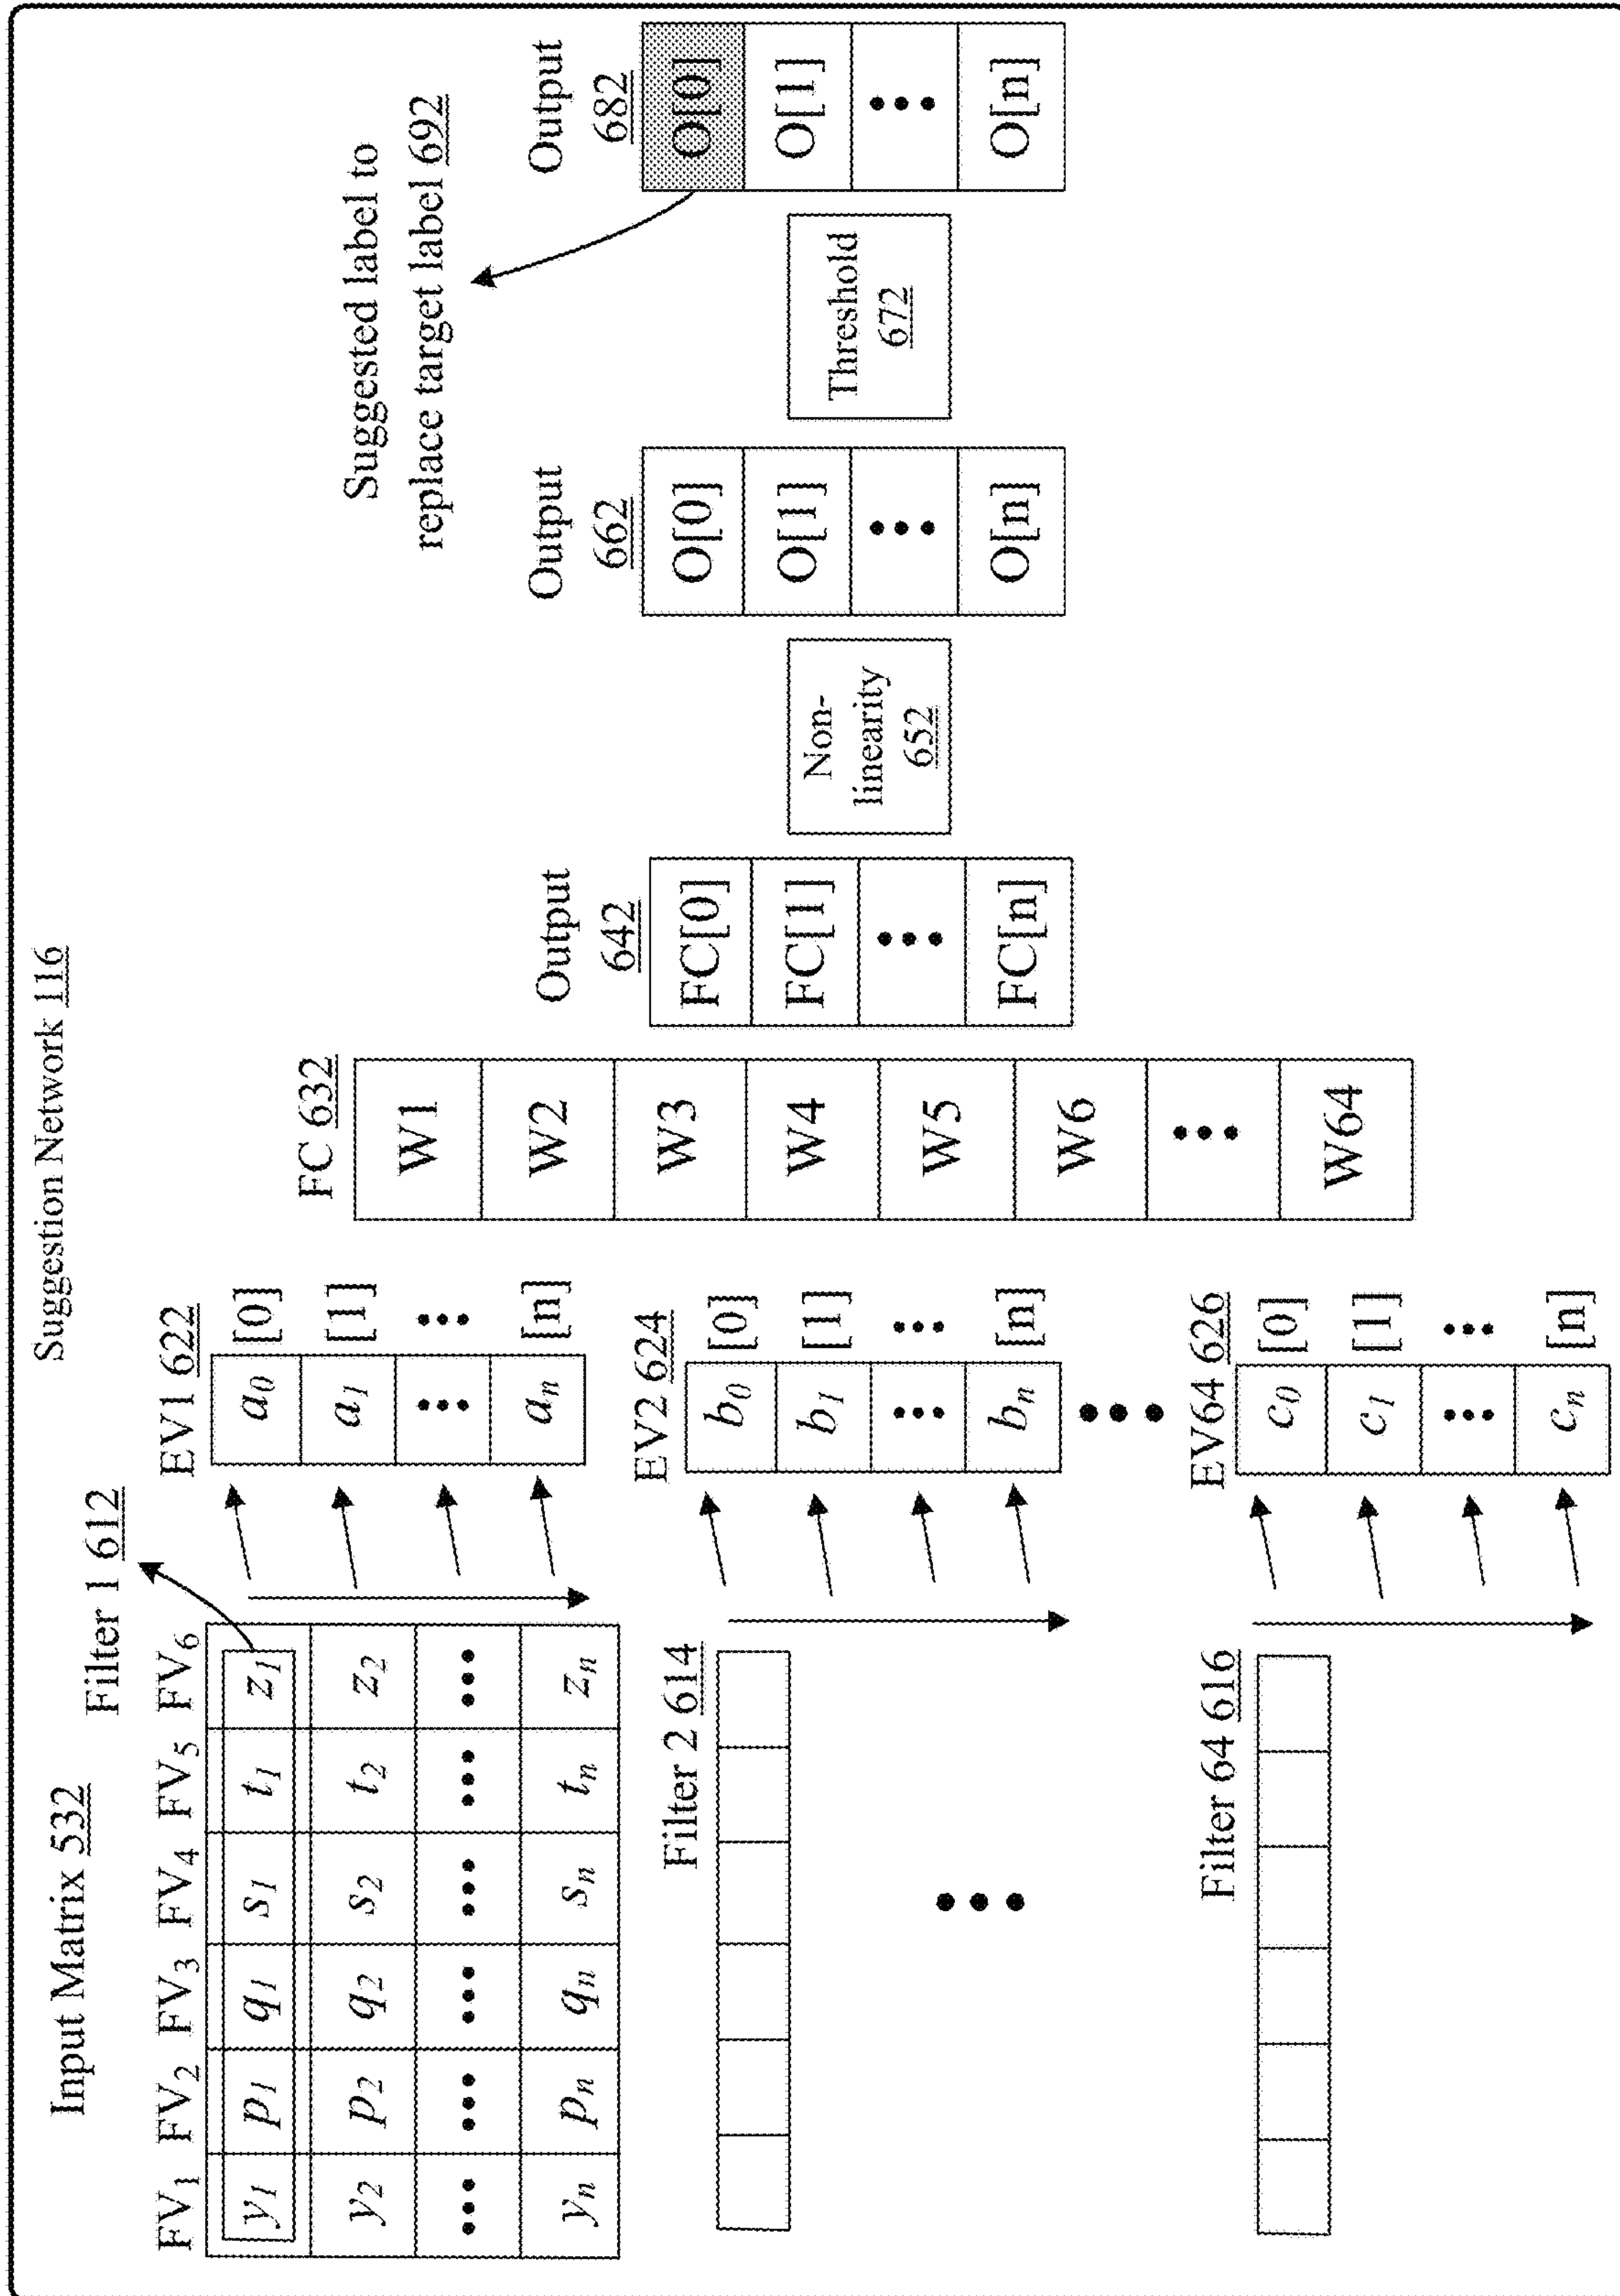 Suggestion Network 116
Input Matrix 532
Filter 1 612
FV1 FV2 FV3 FV4 FV5 FV6
y1 p1 q1 s1 t1 z1
y2 p2 q2 s2 t2 z2
yn pn qn sn tn zn
Filter 2 614
Filter 64 616
EV1 622
a0 [0]
a1 [1]
an [n]
EV2 624
b0 [0]
b1 [1]
bn [n]
EV64 626
c0 [0]
c1 [1]
cn [n]
FC 632
W1
W2
W3
W4
W5
W6
W64
Output
642
FC[0]
FC[1]
FC[n]
Non-
linearity
652
Output
662
O[0]
O[1]
O[n]
Threshold
672
Suggested label to
replace target label 692
Output
682
O[0]
O[1]
O[n]